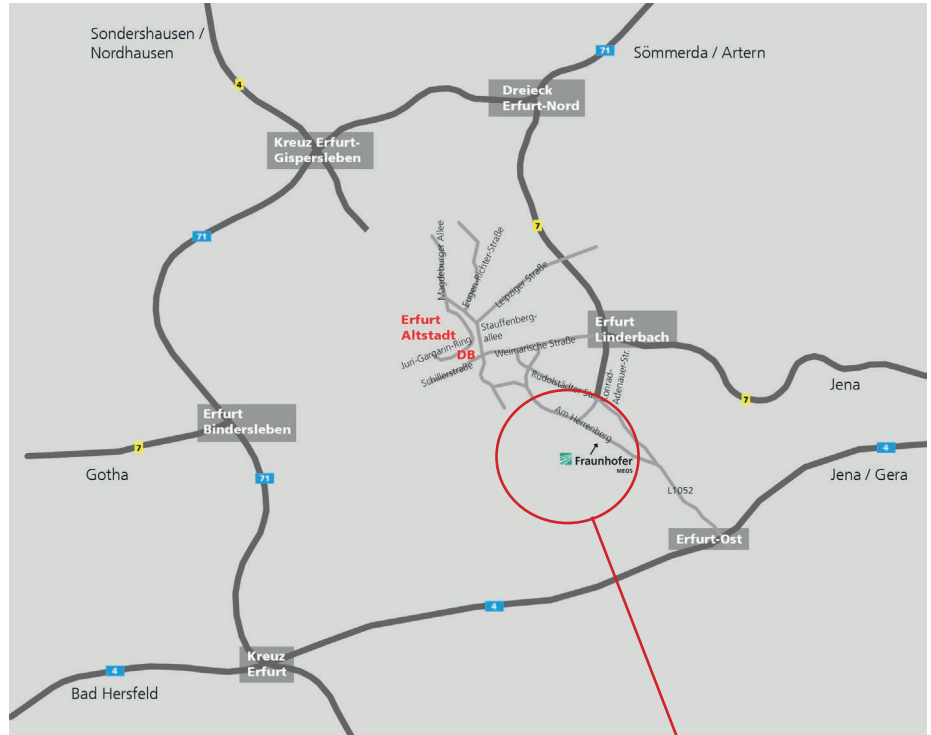 Sondershausen /
Nordhausen
4
71
Sömmerda / Artern
Dreieck
Erfurt-Nord
Kreuz Erfurt-
Gispersleben
71
7
Magdeburger Allee
Eugen-Richter-Straße
Leipziger Straße
Erfurt
Altstadt
Stauffenberg-
allee
Erfurt
Linderbach
Juri-Gargarin-Ring
DB
Weimarische Straße
Schillerstraße
Rudolstädter Str.
Konrad-
Adenauer-Str.
Jena
7
Erfurt
Bindersleben
Am Herrenberg
7
Gotha
4
Fraunhofer
MEOS
Jena / Gera
71
L1052
Erfurt-Ost
4
Kreuz
Erfurt
4
Bad Hersfeld